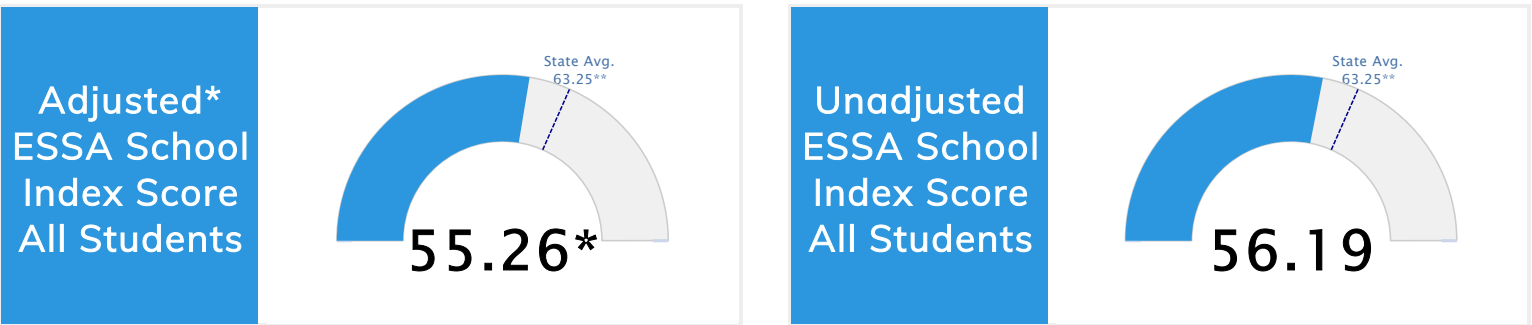 Adjusted*
ESSA School
Index Score
All Students
State Avg.
63.25**
55.26*
Unadjusted
ESSA School
Index Score
All Students
State Avg.
63.25**
56.19